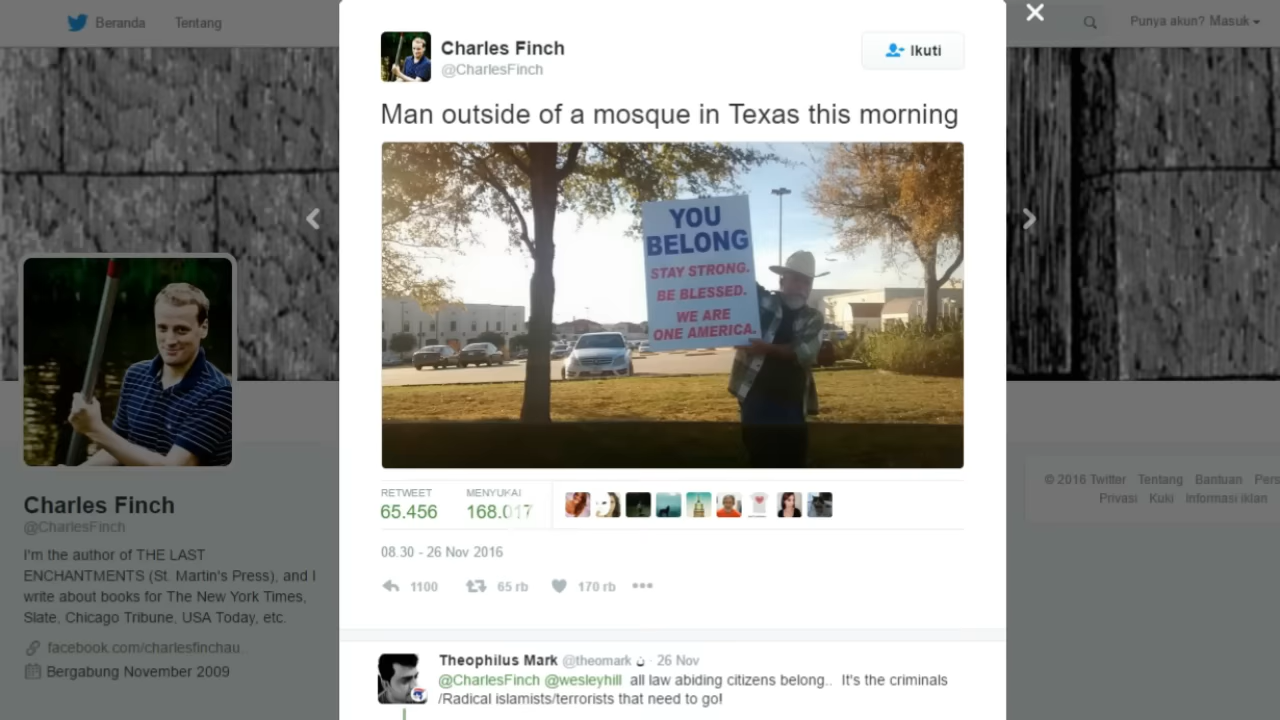 Beranda
Tentang
Punya akun? Masuk
Charles Finch
@CharlesFinch
Ikuti
Man outside of a mosque in Texas this morning
YOU
BELONG
STAY STRONG.
BE BLESSED.
WE ARE
ONE AMERICA.
RETWEET
MENYUKAI
65.456
168.017
08.30 - 26 Nov 2016
1100
65 rb
170 rb
Theophilus Mark @theomark ن · 26 Nov
@CharlesFinch @wesleyhill all law abiding citizens belong.. It's the criminals
/Radical islamists/terrorists that need to go!
Charles Finch
@CharlesFinch
I'm the author of THE LAST
ENCHANTMENTS (St. Martin's Press), and I
write about books for The New York Times,
Slate, Chicago Tribune, USA Today, etc.
facebook.com/charlesfinchau
Bergabung November 2009
© 2016 Twitter Tentang Bantuan
Privasi Kuki Informasi iklan